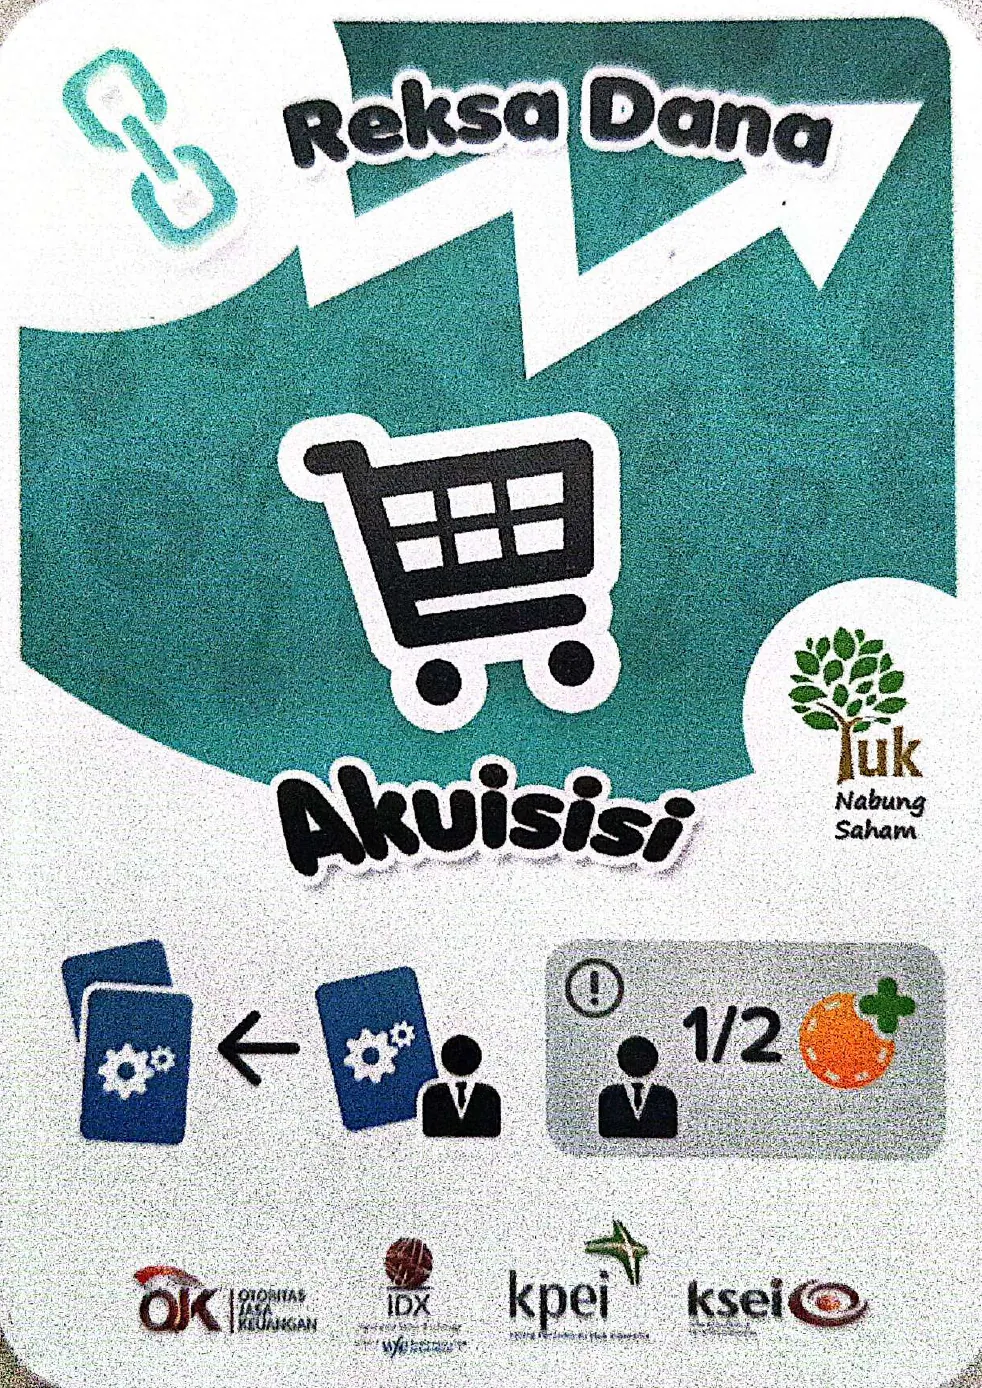 Reksa Dana
Akuisisi
Yuk
Nabung
Saham
1/2
OJK
OTORITAS
JASA
KEUANGAN
IDX
kpei
ksei